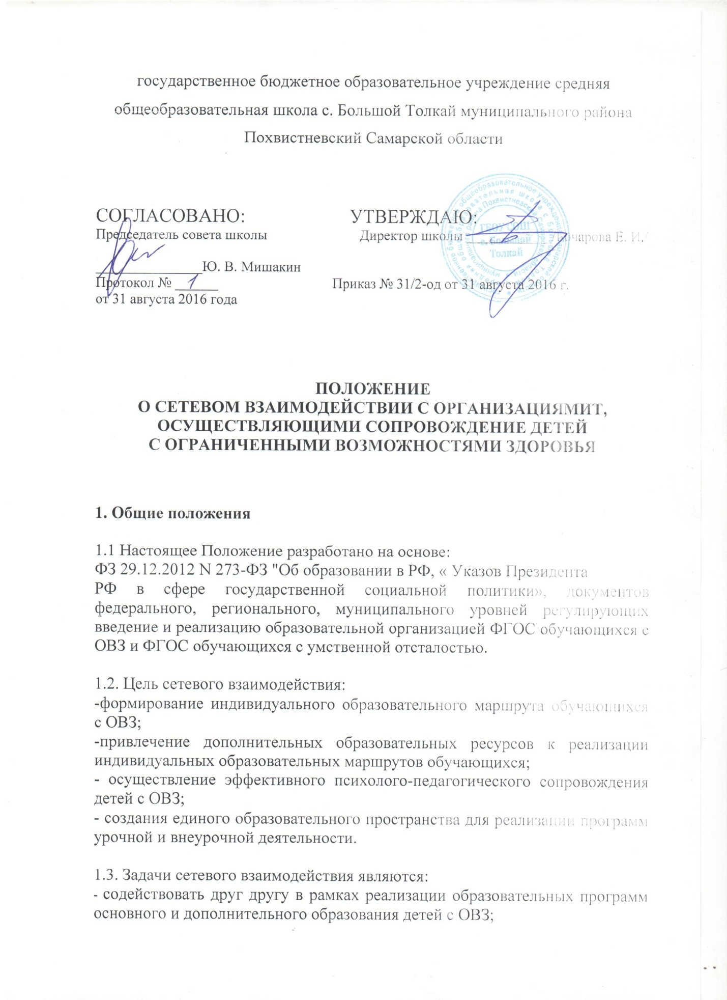 государственное бюджетное образовательное учреждение средняя
общеобразовательная школа с. Большой Толкай муниципального района
Похвистневский Самарской области
СОГЛАСОВАНО:
Председатель совета школы
Ю. В. Мишакин
Протокол № 1
от 31 августа 2016 года
УТВЕРЖДАЮ:
Директор школы Бочарова Е. И.
Приказ № 31/2-од от 31 августа 2016 г.
ГБОУ СОШ
с. Большой
Толкай
ПОЛОЖЕНИЕ
О СЕТЕВОМ ВЗАИМОДЕЙСТВИИ С ОРГАНИЗАЦИЯМИТ,
ОСУЩЕСТВЛЯЮЩИМИ СОПРОВОЖДЕНИЕ ДЕТЕЙ
С ОГРАНИЧЕННЫМИ ВОЗМОЖНОСТЯМИ ЗДОРОВЬЯ
1. Общие положения
1.1 Настоящее Положение разработано на основе:
ФЗ 29.12.2012 N 273-ФЗ "Об образовании в РФ, « Указов Президента
РФ в сфере государственной социальной политики», документов
федерального, регионального, муниципального уровней регулирующих
введение и реализацию образовательной организацией ФГОС обучающихся с
ОВЗ и ФГОС обучающихся с умственной отсталостью.
1.2. Цель сетевого взаимодействия:
-формирование индивидуального образовательного маршрута обучающихся
с ОВЗ;
-привлечение дополнительных образовательных ресурсов к реализации
индивидуальных образовательных маршрутов обучающихся;
- осуществление эффективного психолого-педагогического сопровождения
детей с ОВЗ;
- создания единого образовательного пространства для реализации программ
урочной и внеурочной деятельности.
1.3. Задачи сетевого взаимодействия являются:
- содействовать друг другу в рамках реализации образовательных программ
основного и дополнительного образования детей с ОВЗ;